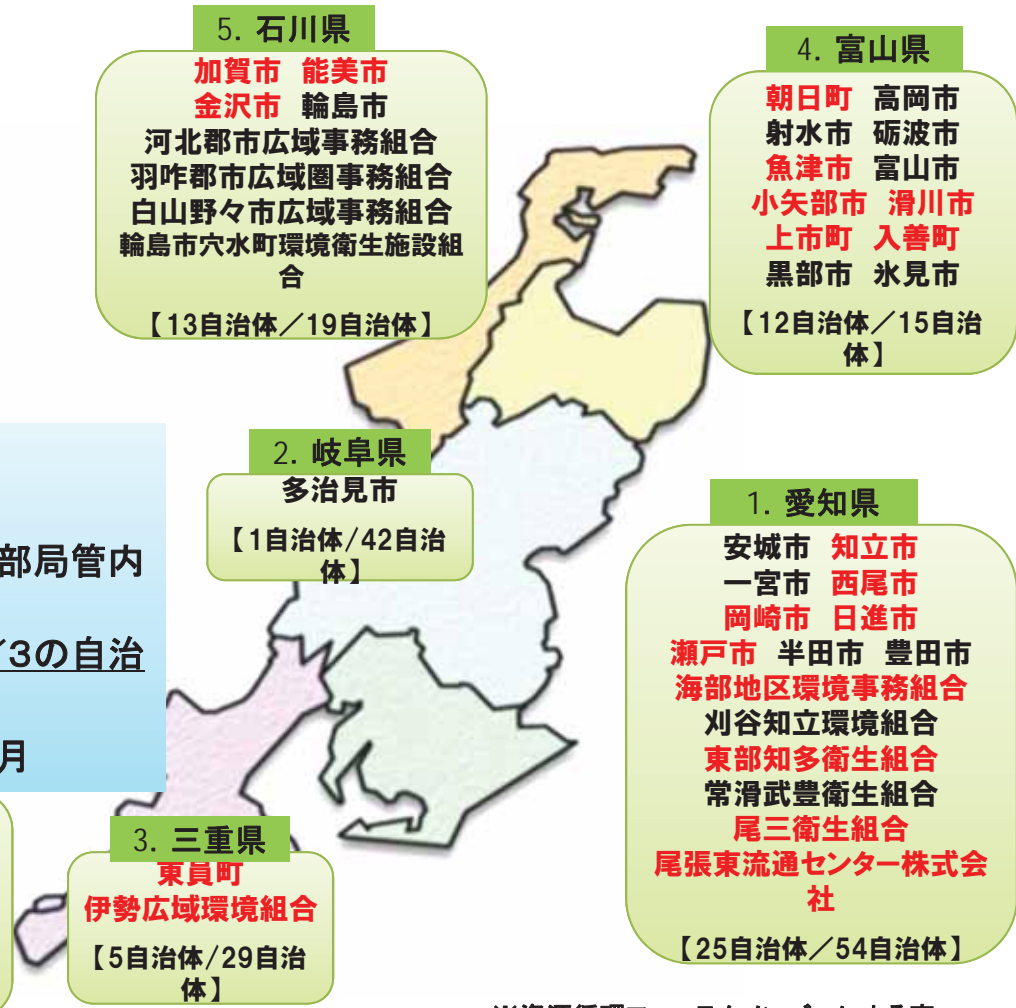 5. 石川県
加賀市 能美市
金沢市 輪島市
河北郡市広域事務組合
羽咋郡市広域圏事務組合
白山野々市広域事務組合
輪島市穴水町環境衛生施設組
合
【13自治体／19自治体】
4. 富山県
朝日町 高岡市
射水市 砺波市
魚津市 富山市
小矢部市 滑川市
上市町 入善町
黒部市 氷見市
【12自治体／15自治
体】
2. 岐阜県
多治見市
【1自治体/42自治
体】
部局管内
/3の自治
月
1. 愛知県
安城市 知立市
一宮市 西尾市
岡崎市 日進市
瀬戸市 半田市 豊田市
海部地区環境事務組合
刈谷知立環境組合
東部知多衛生組合
常滑武豊衛生組合
尾三衛生組合
尾張東流通センター株式会
社
【25自治体／54自治体】
3. 三重県
東員町
伊勢広域環境組合
【5自治体/29自治
体】